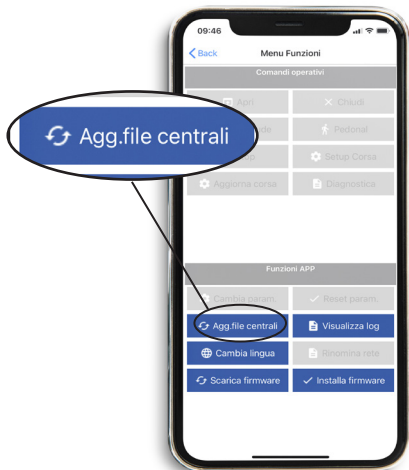 09:46
Back Menu Funzioni
Comandi operativi
Apri Chiudi
Pedonal
Setup Corsa
Aggiorna corsa Diagnostica
Agg.file centrali
Funzioni APP
Cambia param. Reset param.
Agg.file centrali Visualizza log
Cambia lingua Rinomina rete
Scarica firmware Installa firmware